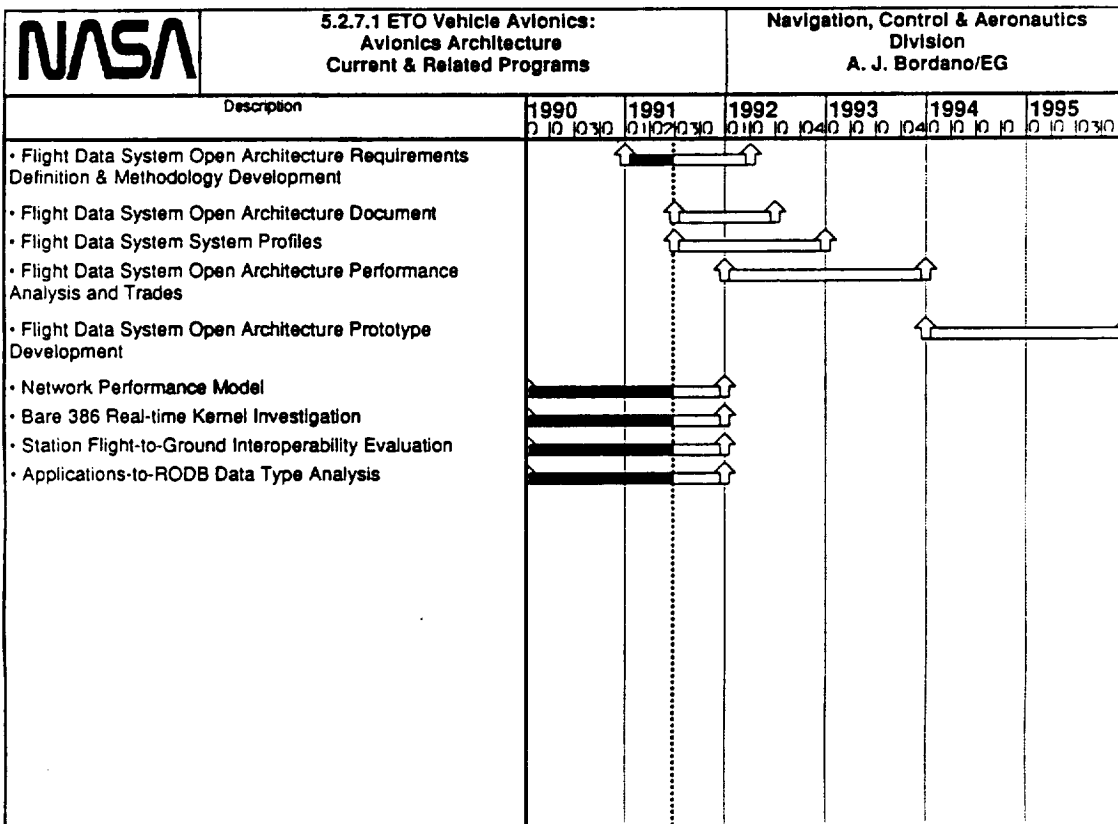 NASA
5.2.7.1 ETO Vehicle Avionics:
Avionics Architecture
Current & Related Programs
Navigation, Control & Aeronautics
Division
A. J. Bordano/EG
Description
1990 1991 1992 1993 1994 1995
• Flight Data System Open Architecture Requirements
Definition & Methodology Development
• Flight Data System Open Architecture Document
• Flight Data System System Profiles
• Flight Data System Open Architecture Performance
Analysis and Trades
• Flight Data System Open Architecture Prototype
Development
• Network Performance Model
• Bare 386 Real-time Kernel Investigation
• Station Flight-to-Ground Interoperability Evaluation
• Applications-to-RODB Data Type Analysis